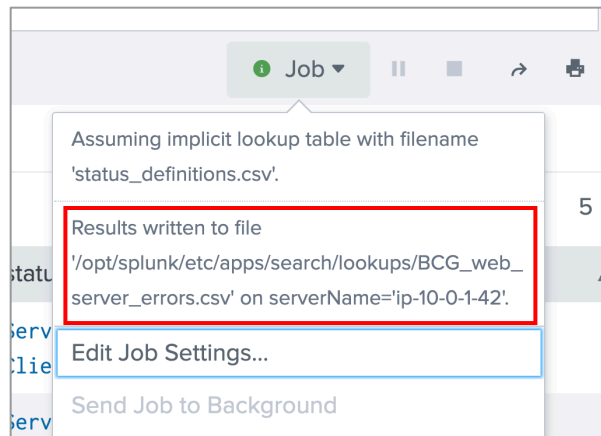 Job
Assuming implicit lookup table with filename
'status_definitions.csv'.
5
Results written to file
'/opt/splunk/etc/apps/search/lookups/BCG_web_
server_errors.csv' on serverName='ip-10-0-1-42'.
statu
Serv
Edit Job Settings...
Clie
Send Job to Background
Serv